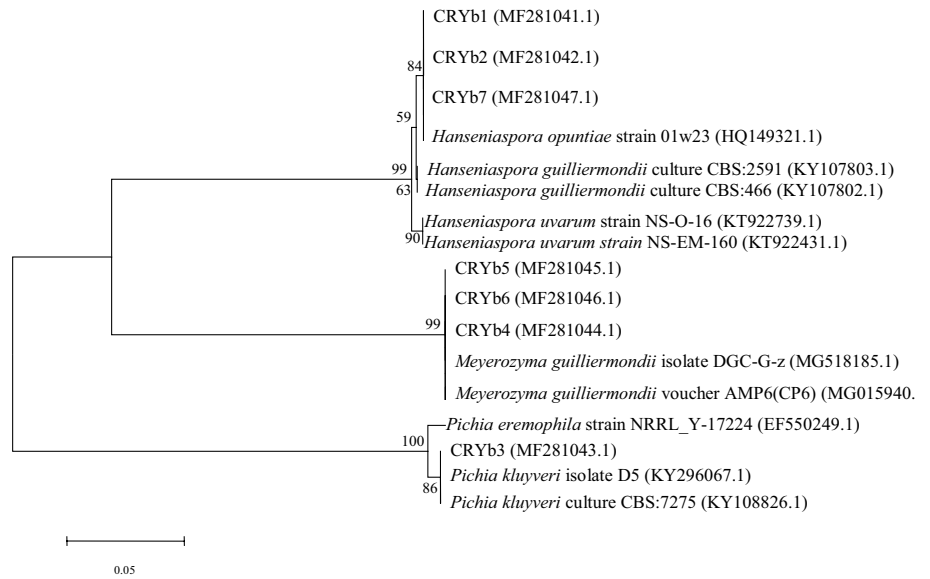 CRYb1 (MF281041.1)
CRYb2 (MF281042.1)
84
CRYb7 (MF281047.1)
59
Hanseniaspora opuntiae strain 01w23 (HQ149321.1)
99
Hanseniaspora guilliermondii culture CBS:2591 (KY107803.1)
63
Hanseniaspora guilliermondii culture CBS:466 (KY107802.1)
Hanseniaspora uvarum strain NS-O-16 (KT922739.1)
90
Hanseniaspora uvarum strain NS-EM-160 (KT922431.1)
CRYb5 (MF281045.1)
CRYb6 (MF281046.1)
99
CRYb4 (MF281044.1)
Meyerozyma guilliermondii isolate DGC-G-z (MG518185.1)
Meyerozyma guilliermondii voucher AMP6(CP6) (MG015940.
Pichia eremophila strain NRRL_Y-17224 (EF550249.1)
100
CRYb3 (MF281043.1)
Pichia kluyveri isolate D5 (KY296067.1)
86
Pichia kluyveri culture CBS:7275 (KY108826.1)
0.05